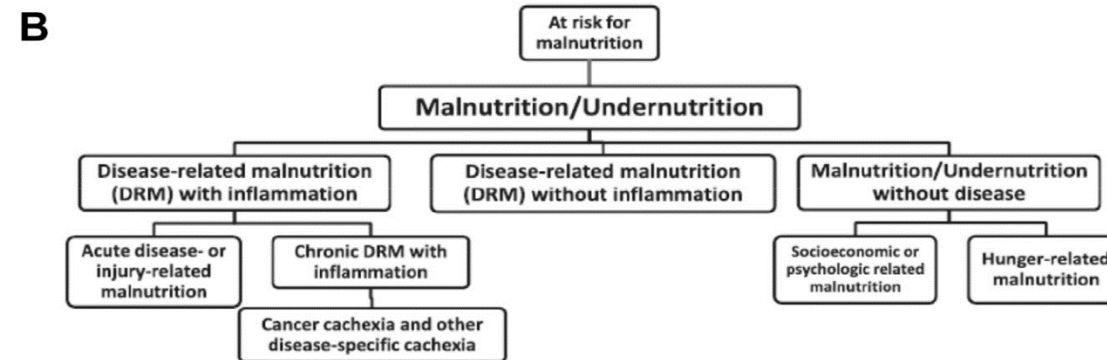 B
At risk for
malnutrition
Malnutrition/Undernutrition
Disease-related malnutrition
(DRM) with inflammation
Disease-related malnutrition
(DRM) without inflammation
Malnutrition/Undernutrition
without disease
Acute disease- or
injury-related
malnutrition
Chronic DRM with
inflammation
Socioeconomic or
psychologic related
malnutrition
Hunger-related
malnutrition
Cancer cachexia and other
disease-specific cachexia